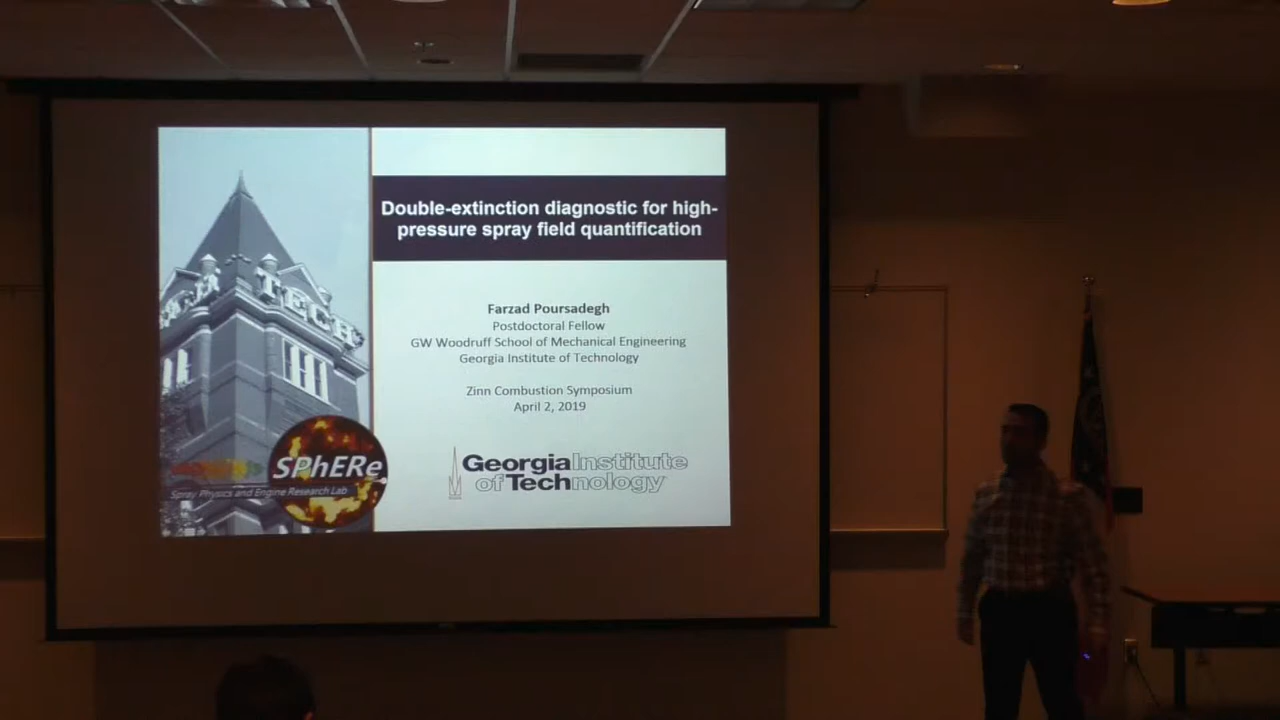 Double-extinction diagnostic for high-
pressure spray field quantification
Farzad Poursadegh
Postdoctoral Fellow
GW Woodruff School of Mechanical Engineering
Georgia Institute of Technology
Zinn Combustion Symposium
April 2, 2019
TECH
SPhERe
Spray Physics and Engine Research Lab
Georgia Institute
of Technology